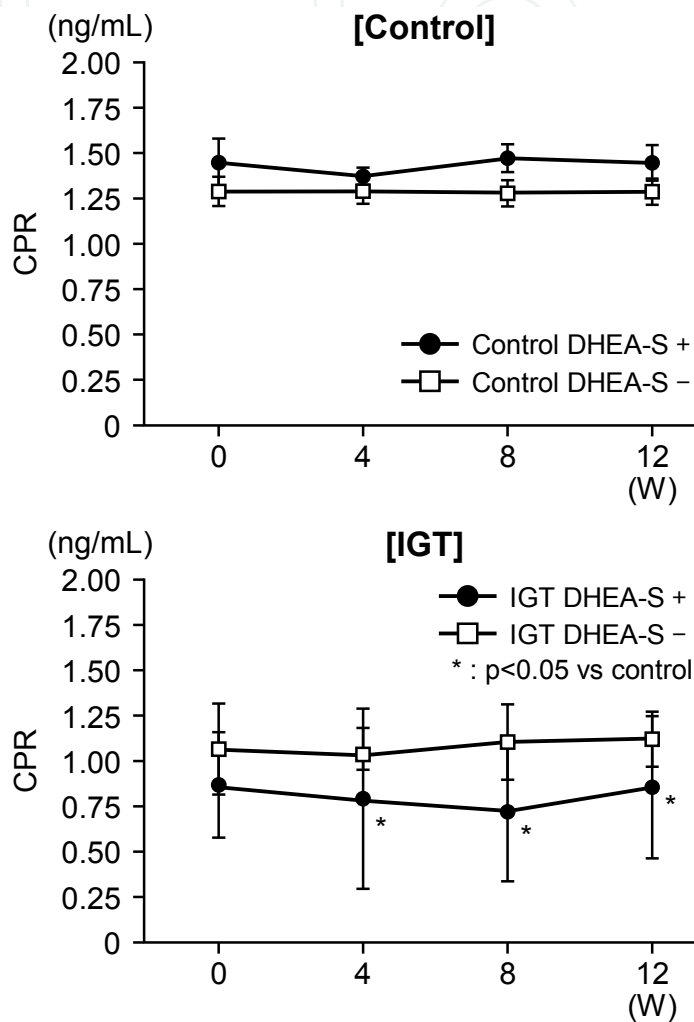 (ng/mL)
[Control]
2.00
1.75
1.50
1.25
1.00
0.75
0.50
0.25
0
CPR
Control DHEA-S +
Control DHEA-S −
0 4 8 12
(W)
(ng/mL)
[IGT]
2.00
1.75
1.50
1.25
1.00
0.75
0.50
0.25
0
CPR
IGT DHEA-S +
IGT DHEA-S −
* : p<0.05 vs control
*
*
*
0 4 8 12
(W)